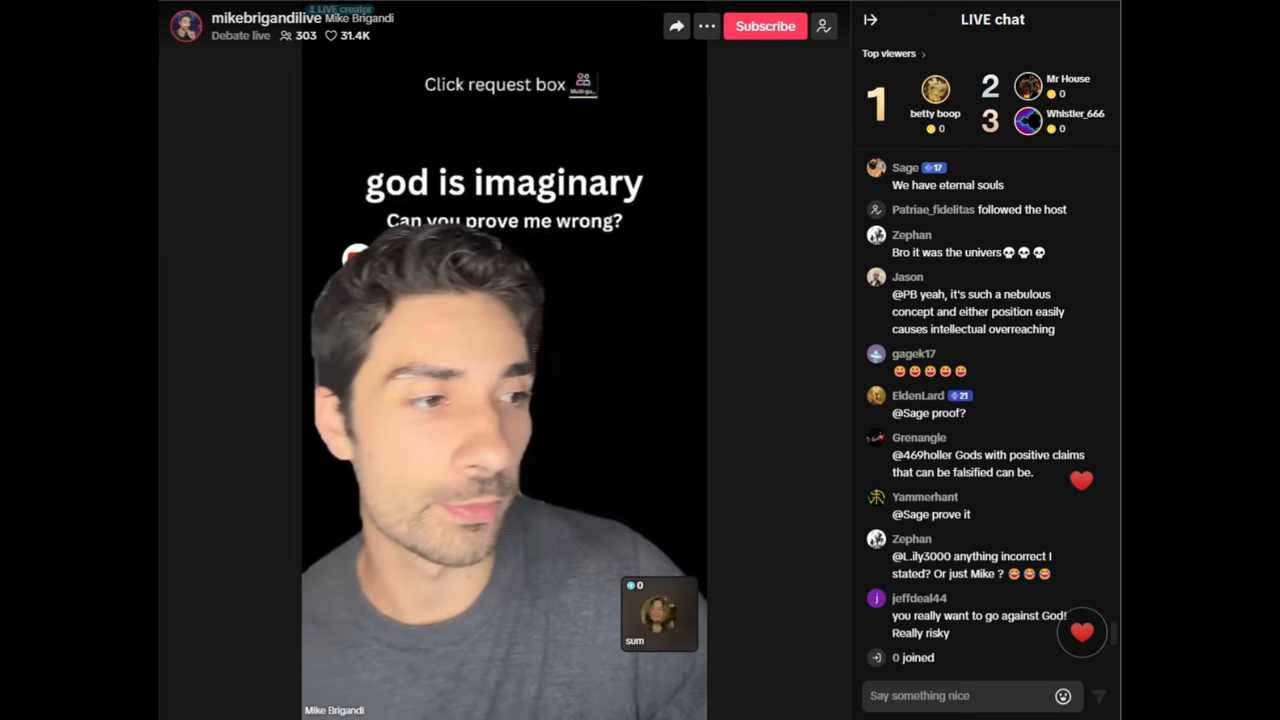 LIVE creator
mikebrigandilive Mike Brigandi
Debate live 303 31.4K
Subscribe
Click request box
god is imaginary
Can you prove me wrong?
0
sum
Mike Brigandi
LIVE chat
Top viewers
1
betty boop
0
2
Mr House
0
3
Whistler_666
0
Sage 17
We have eternal souls
Patriae_fidelitas followed the host
Zephan
Bro it was the univers💀💀💀
Jason
@PB yeah, it's such a nebulous
concept and either position easily
causes intellectual overreaching
gagek17
😝😝😝😝😝
EldenLard 21
@Sage proof?
Grenangle
@469holler Gods with positive claims
that can be falsified can be.
Yammerhant
@Sage prove it
Zephan
@L.ily3000 anything incorrect I
stated? Or just Mike ? 😝😝😝
j jeffdeal44
you really want to go against God!
Really risky
0 joined
Say something nice